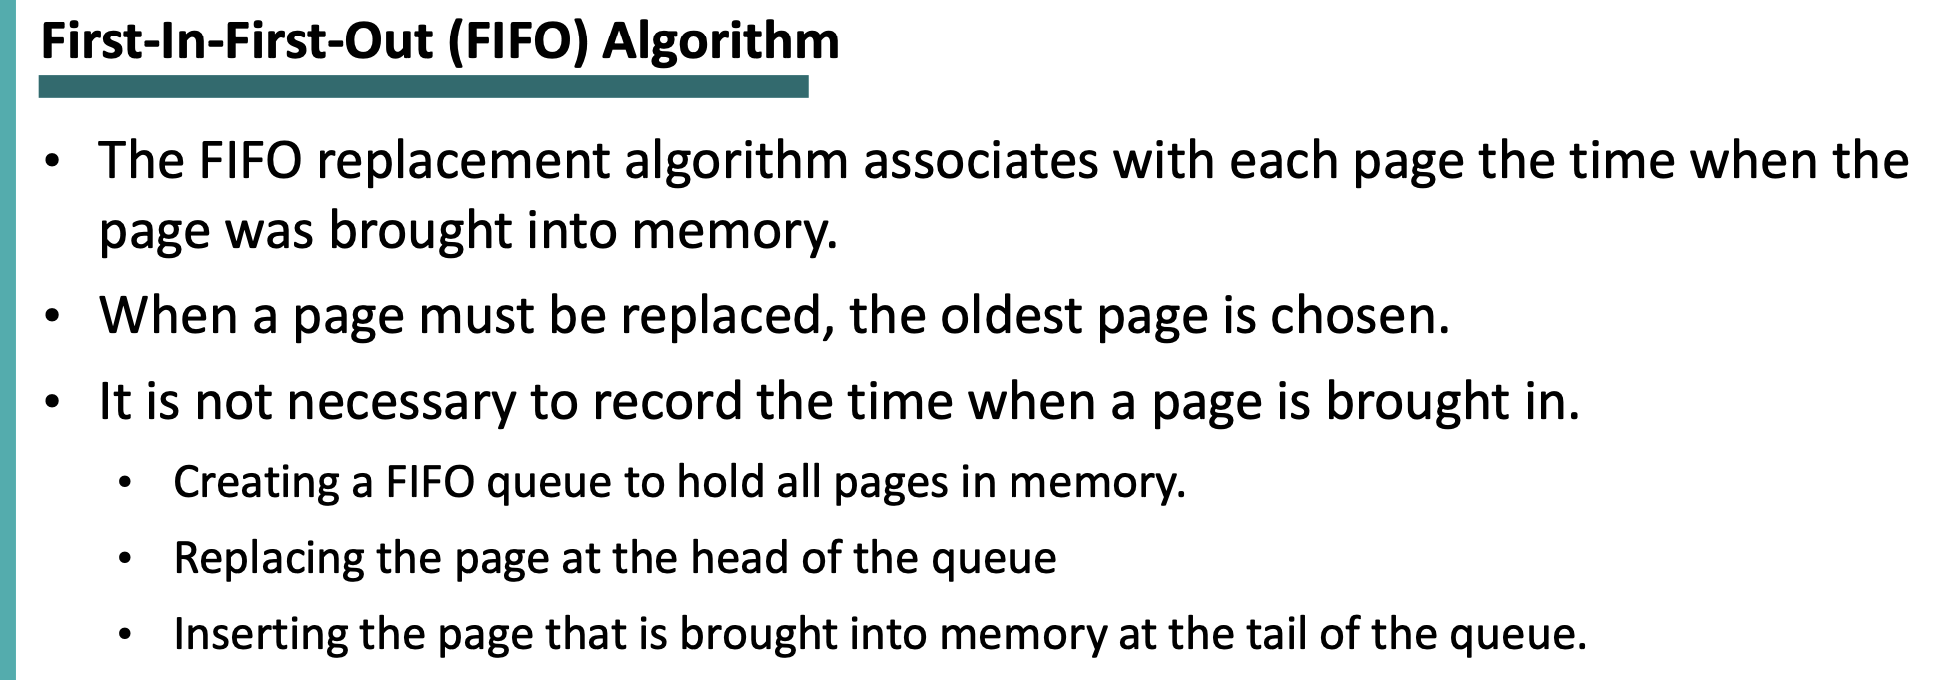 First-In-First-Out (FIFO) Algorithm
• The FIFO replacement algorithm associates with each page the time when the
page was brought into memory.
• When a page must be replaced, the oldest page is chosen.
• It is not necessary to record the time when a page is brought in.
• Creating a FIFO queue to hold all pages in memory.
• Replacing the page at the head of the queue
• Inserting the page that is brought into memory at the tail of the queue.